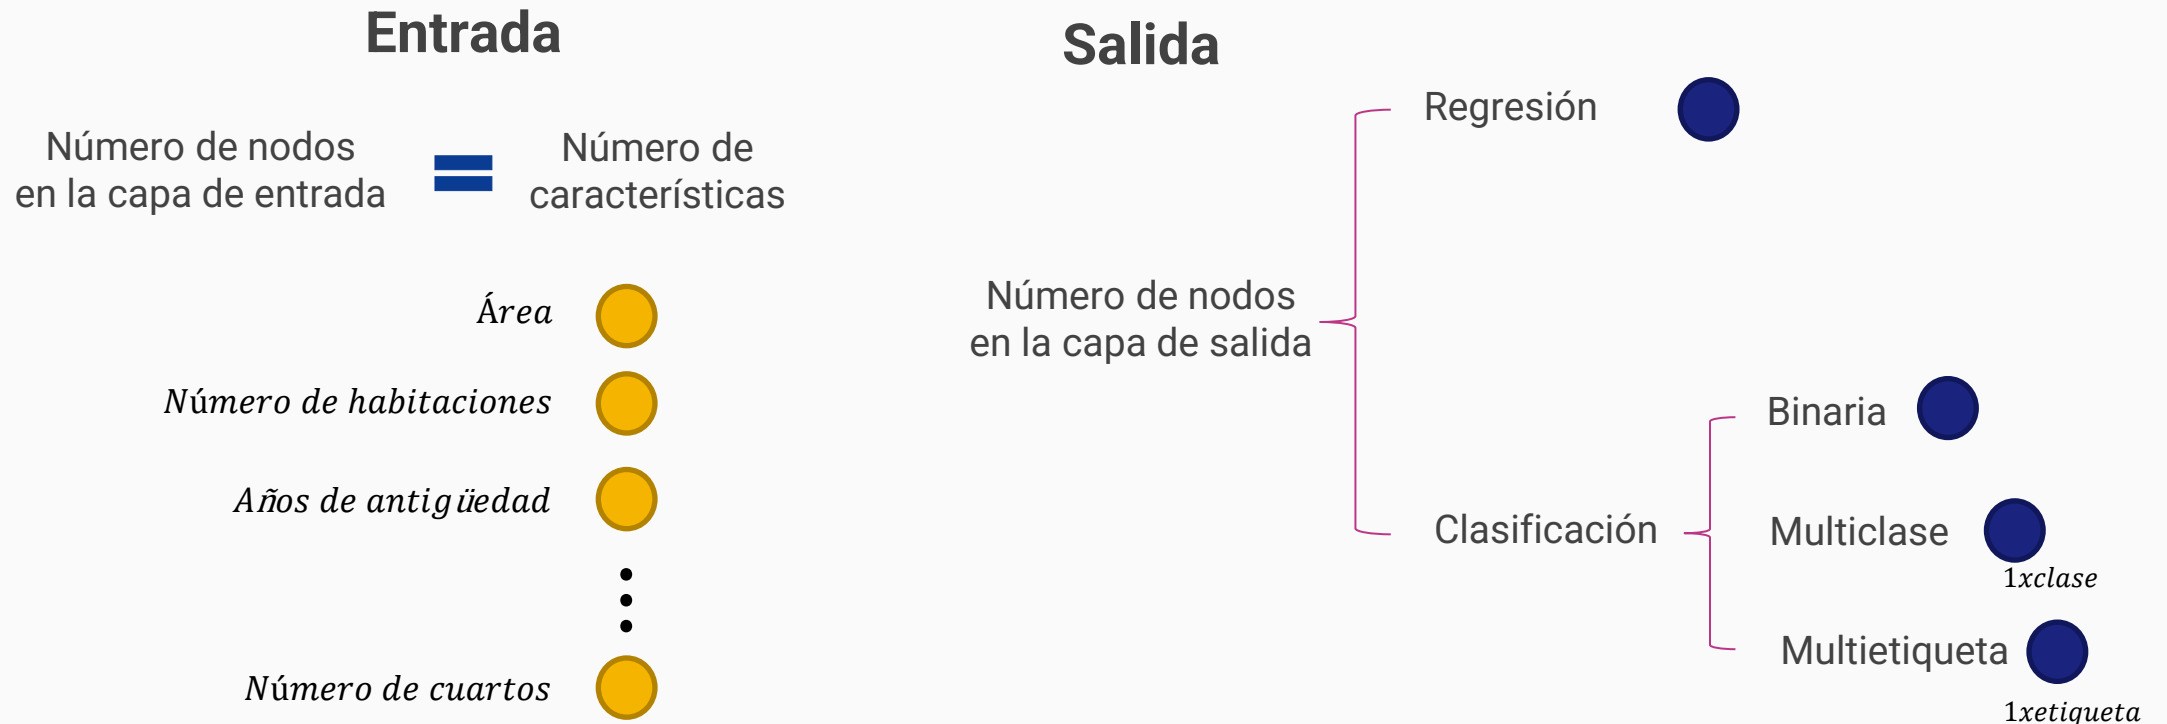 Entrada
Número de nodos
en la capa de entrada
=
Número de
características
Área
Número de habitaciones
Años de antigüedad
Número de cuartos
Salida
Número de nodos
en la capa de salida
Regresión
Clasificación
Binaria
Multiclase
1xclase
Multietiqueta
1xetiqueta